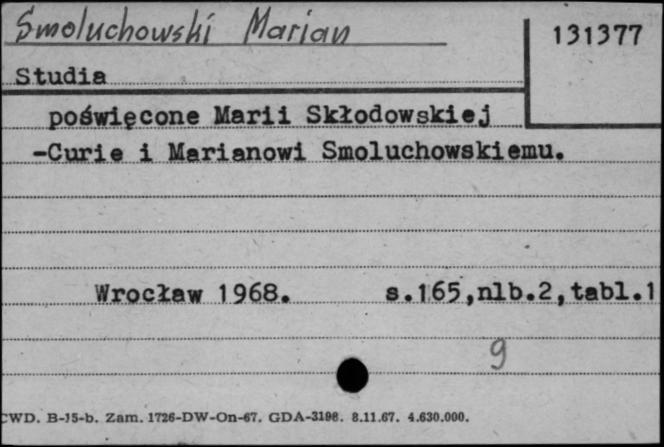 Smoluchowski Marian
131377
Studia
poświęcone Marii Skłodowskiej
-Curie i Marianowi Smoluchowskiemu.
Wrocław 1968. s.165,nlb.2,tabl.1
9
CWD. B-15-b. Zam. 1726-DW-On-67. GDA-3198. 8.11.67. 4.630.000.